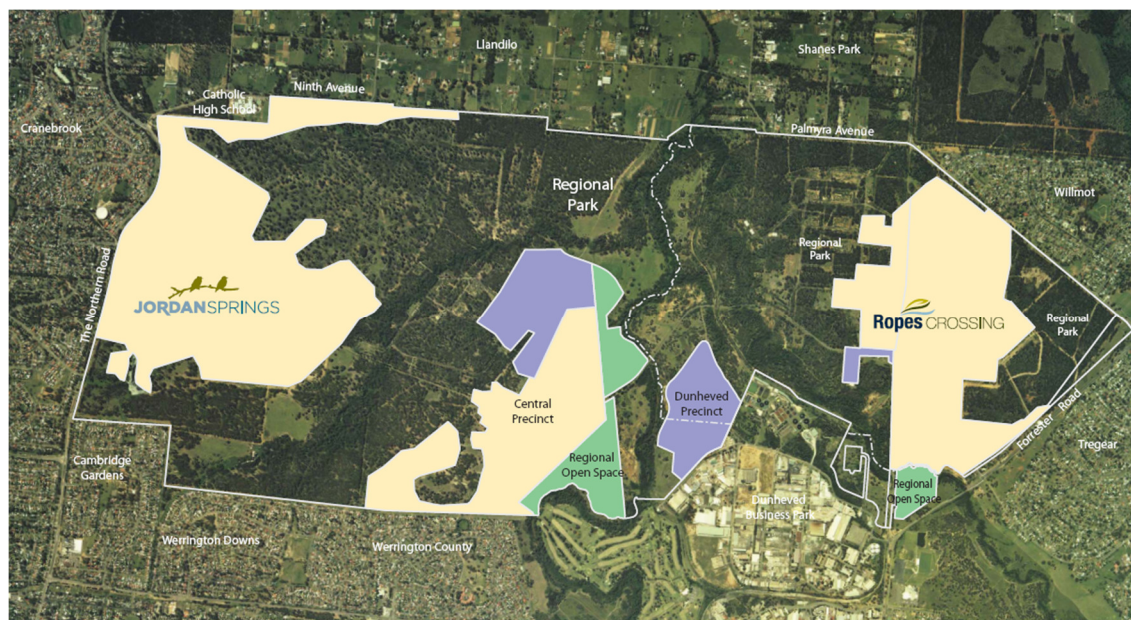 Llandilo
Shanes Park
Catholic
High School
Ninth Avenue
Cranebrook
Palmyra Avenue
Regional
Park
Willmot
Regional
Park
The Northern Road
JORDANSPRINGS
Ropes CROSSING
Regional
Park
Central
Precinct
Dunheved
Precinct
Forrester Road
Tregear
Cambridge
Gardens
Regional
Open Space
Regional
Open Space
Dunheved
Business Park
Werrington Downs
Werrington County